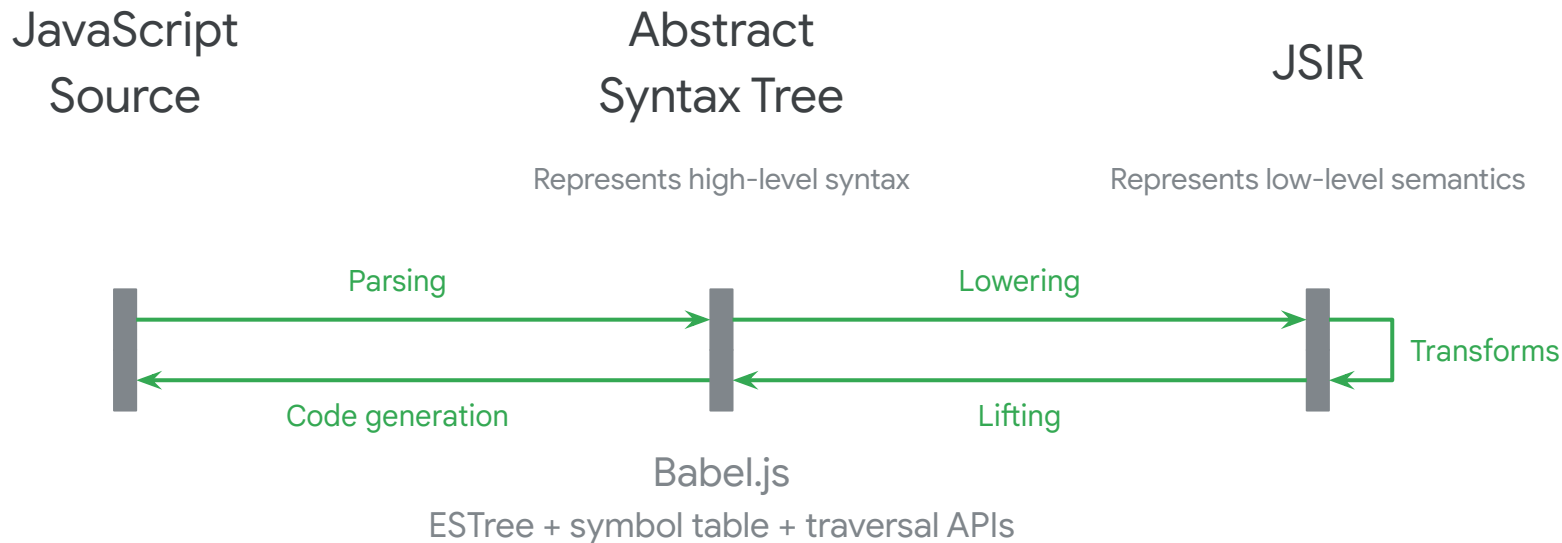 JavaScript
Source
Abstract
Syntax Tree
JSIR
Represents high-level syntax
Represents low-level semantics
Parsing
Lowering
Transforms
Code generation
Lifting
Babel.js
ESTree + symbol table + traversal APIs